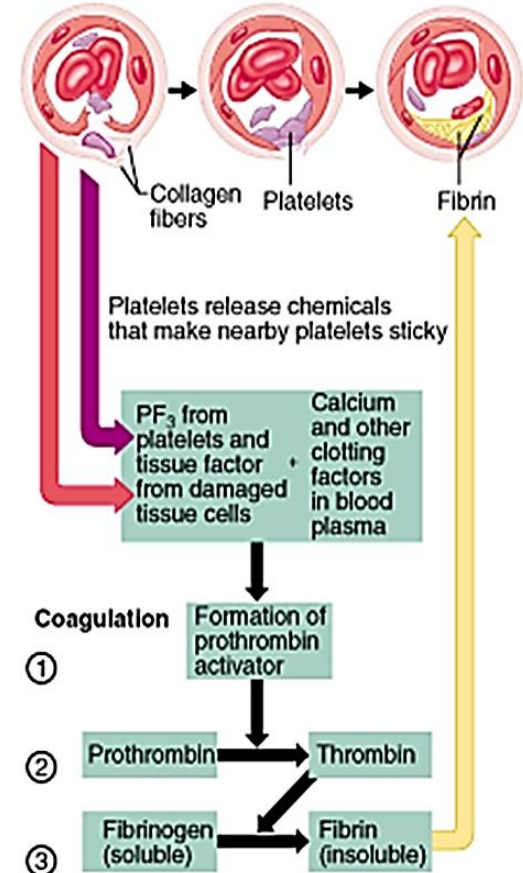 Collagen
fibers
Platelets
Fibrin
Platelets release chemicals
that make nearby platelets sticky
PF3 from
platelets and
tissue factor
from damaged
tissue cells
+
Calcium
and other
clotting
factors
in blood
plasma
Coagulation
Formation of
prothrombin
activator
1
Prothrombin
Thrombin
2
Fibrinogen
(soluble)
Fibrin
(insoluble)
3